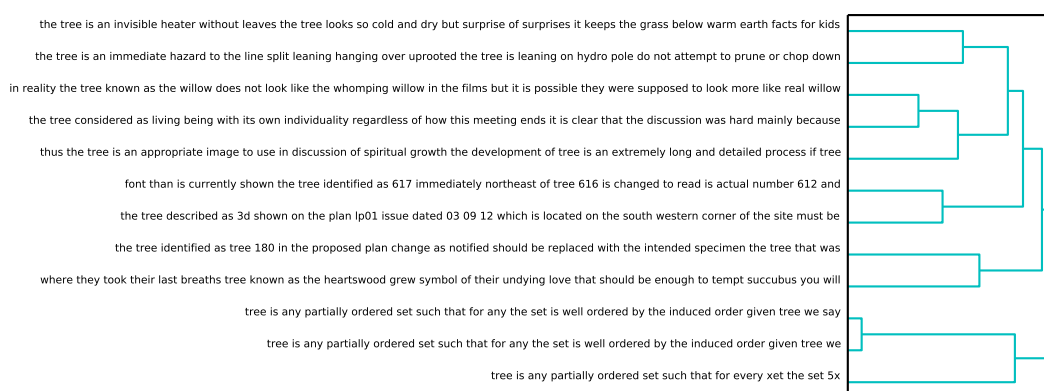 the tree is an invisible heater without leaves the tree looks so cold and dry but surprise of surprises it keeps the grass below warm earth facts for kids
the tree is an immediate hazard to the line split leaning hanging over uprooted the tree is leaning on hydro pole do not attempt to prune or chop down
in reality the tree known as the willow does not look like the whomping willow in the films but it is possible they were supposed to look more like real willow
the tree considered as living being with its own individuality regardless of how this meeting ends it is clear that the discussion was hard mainly because
thus the tree is an appropriate image to use in discussion of spiritual growth the development of tree is an extremely long and detailed process if tree
font than is currently shown the tree identified as 617 immediately northeast of tree 616 is changed to read is actual number 612 and
the tree described as 3d shown on the plan lp01 issue dated 03 09 12 which is located on the south western corner of the site must be
the tree identified as tree 180 in the proposed plan change as notified should be replaced with the intended specimen the tree that was
where they took their last breaths tree known as the heartswood grew symbol of their undying love that should be enough to tempt succubus you will
tree is any partially ordered set such that for any the set is well ordered by the induced order given tree we say
tree is any partially ordered set such that for any the set is well ordered by the induced order given tree we
tree is any partially ordered set such that for every xet the set 5x